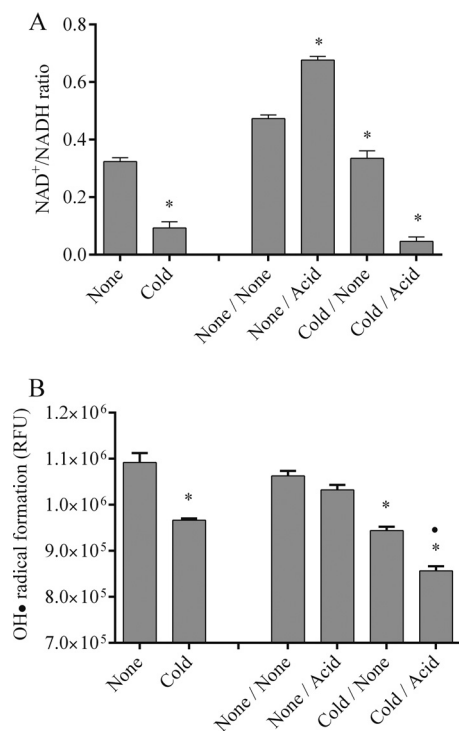 A
NAD⁺/NADH ratio
0.8
0.6
0.4
0.2
0.0
*
*
*
*
None
Cold
None / None
None / Acid
Cold / None
Cold / Acid
B
OH● radical formation (RFU)
1.2×10⁶
1.1×10⁶
1.0×10⁶
9.0×10⁵
8.0×10⁵
7.0×10⁵
*
*
●
*
None
Cold
None / None
None / Acid
Cold / None
Cold / Acid